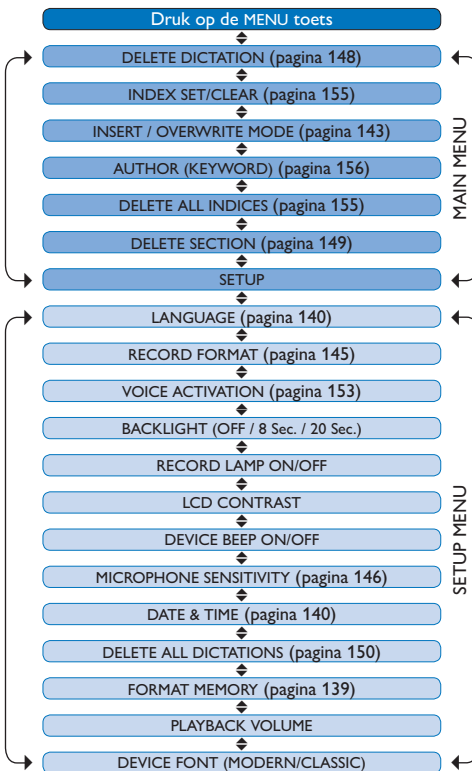 Druk op de MENU toets
DELETE DICTATION (pagina 148)
INDEX SET/CLEAR (pagina 155)
INSERT / OVERWRITE MODE (pagina 143)
AUTHOR (KEYWORD) (pagina 156)
DELETE ALL INDICES (pagina 155)
DELETE SECTION (pagina 149)
SETUP
MAIN MENU
LANGUAGE (pagina 140)
RECORD FORMAT (pagina 145)
VOICE ACTIVATION (pagina 153)
BACKLIGHT (OFF / 8 Sec. / 20 Sec.)
RECORD LAMP ON/OFF
LCD CONTRAST
DEVICE BEEP ON/OFF
MICROPHONE SENSITIVITY (pagina 146)
DATE & TIME (pagina 140)
DELETE ALL DICTATIONS (pagina 150)
FORMAT MEMORY (pagina 139)
PLAYBACK VOLUME
DEVICE FONT (MODERN/CLASSIC)
SETUP MENU